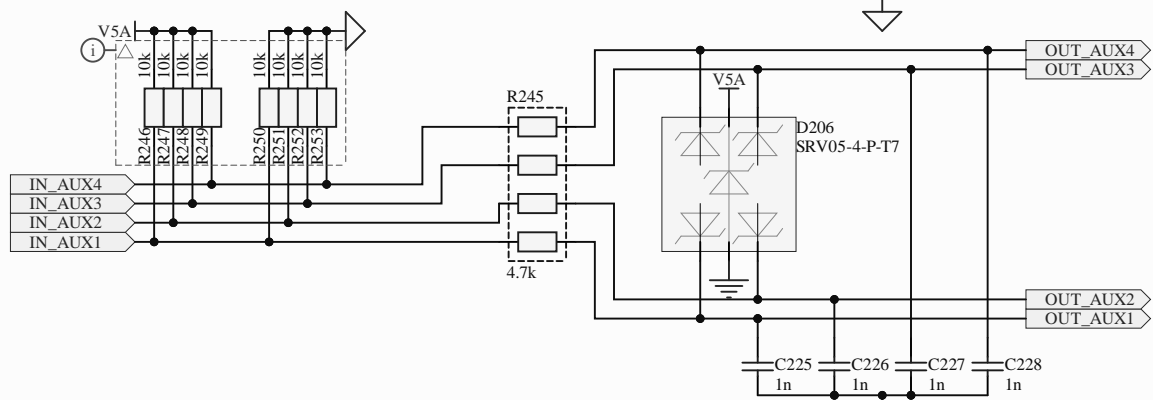 V5A
i
10k
10k
10k
10k
10k
10k
10k
10k
R246
R247
R248
R249
R250
R251
R252
R253
IN_AUX4
IN_AUX3
IN_AUX2
IN_AUX1
R245
4.7k
V5A
D206
SRV05-4-P-T7
OUT_AUX4
OUT_AUX3
OUT_AUX2
OUT_AUX1
C225
1n
C226
1n
C227
1n
C228
1n